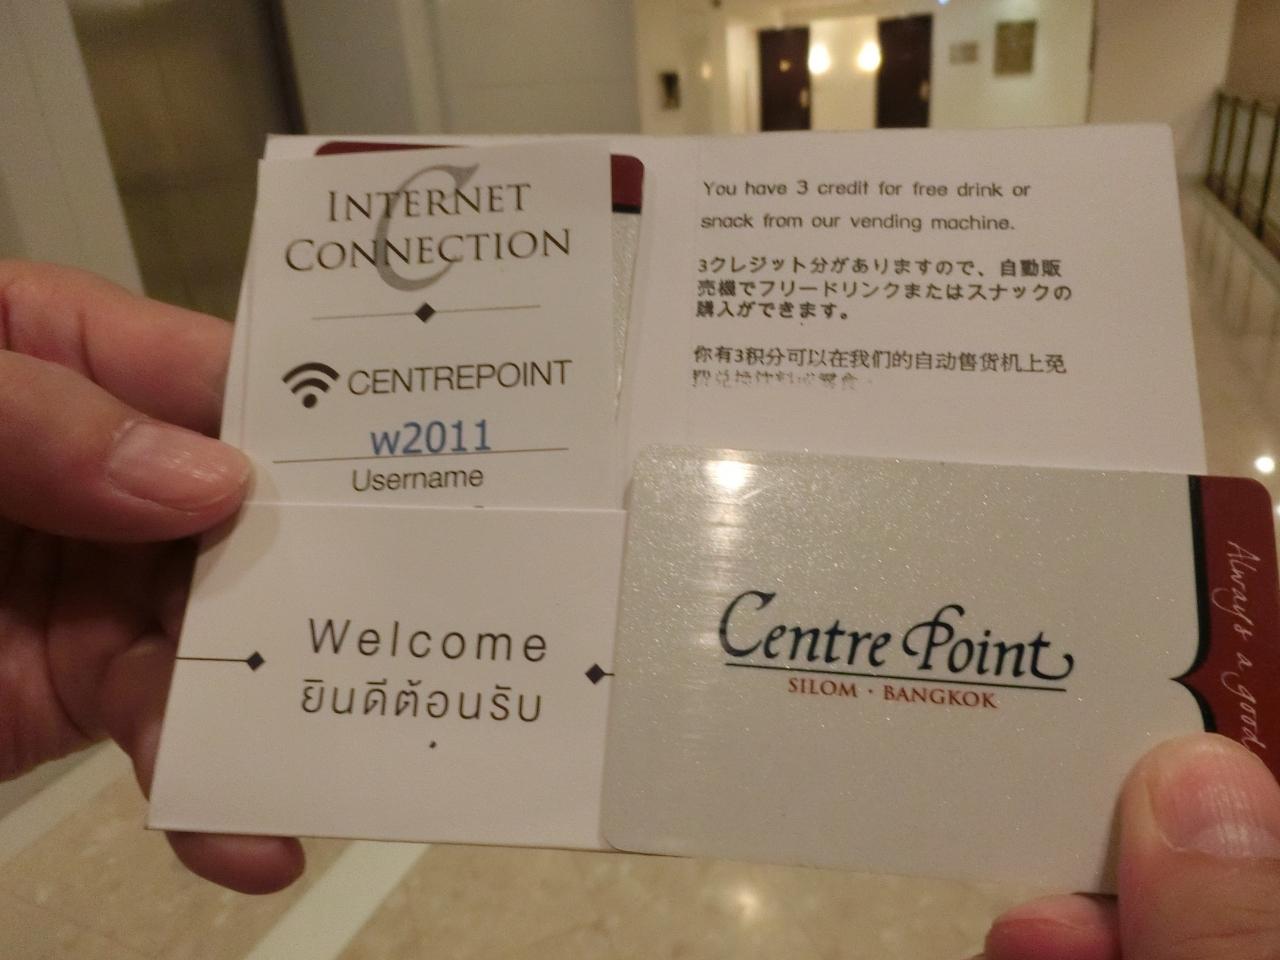 INTERNET
CONNECTION
CENTREPOINT
w2011
Username
Welcome
ยินดีต้อนรับ
You have 3 credit for free drink or
snack from our vending machine.
3クレジット分がありますので、自動販
売機でフリードリンクまたはスナックの
購入ができます。
你有3积分可以在我们的自动售货机上免
Centre Point
SILOM · BANGKOK
Always a good